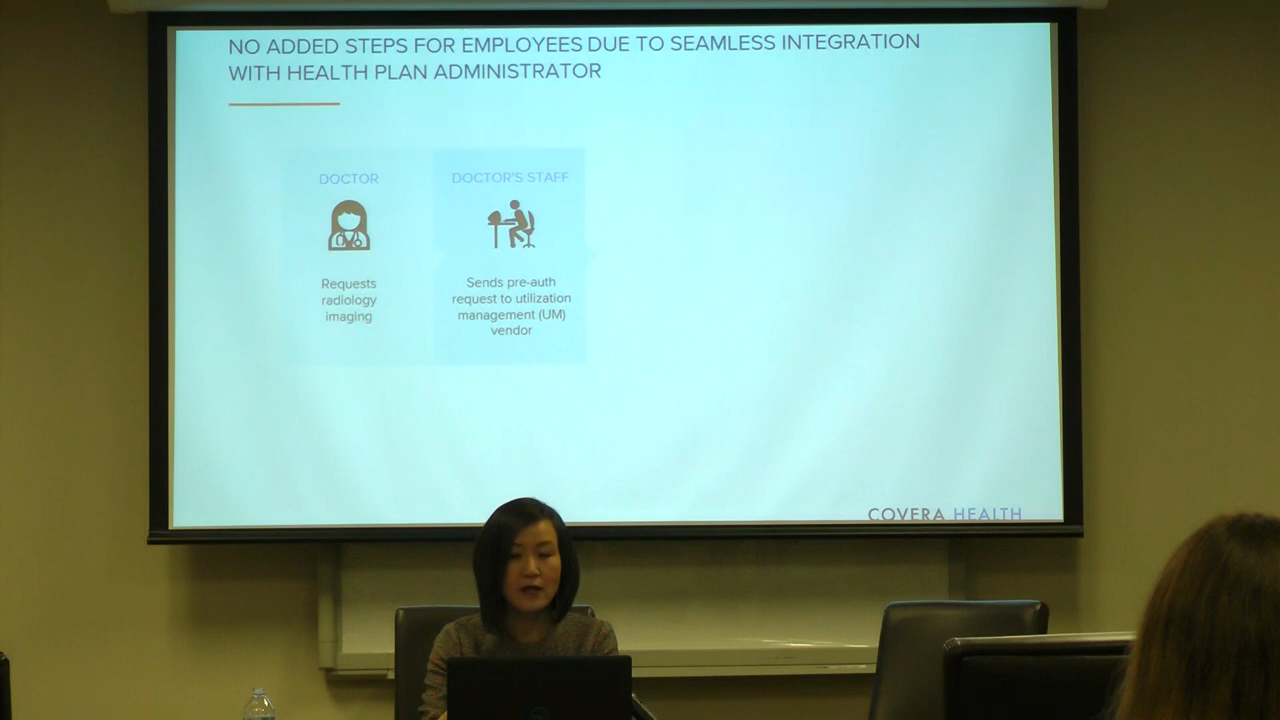 NO ADDED STEPS FOR EMPLOYEES DUE TO SEAMLESS INTEGRATION
WITH HEALTH PLAN ADMINISTRATOR
DOCTOR
Requests
radiology
imaging
DOCTOR'S STAFF
Sends pre-auth
request to utilization
management (UM)
vendor
COVERA HEALTH